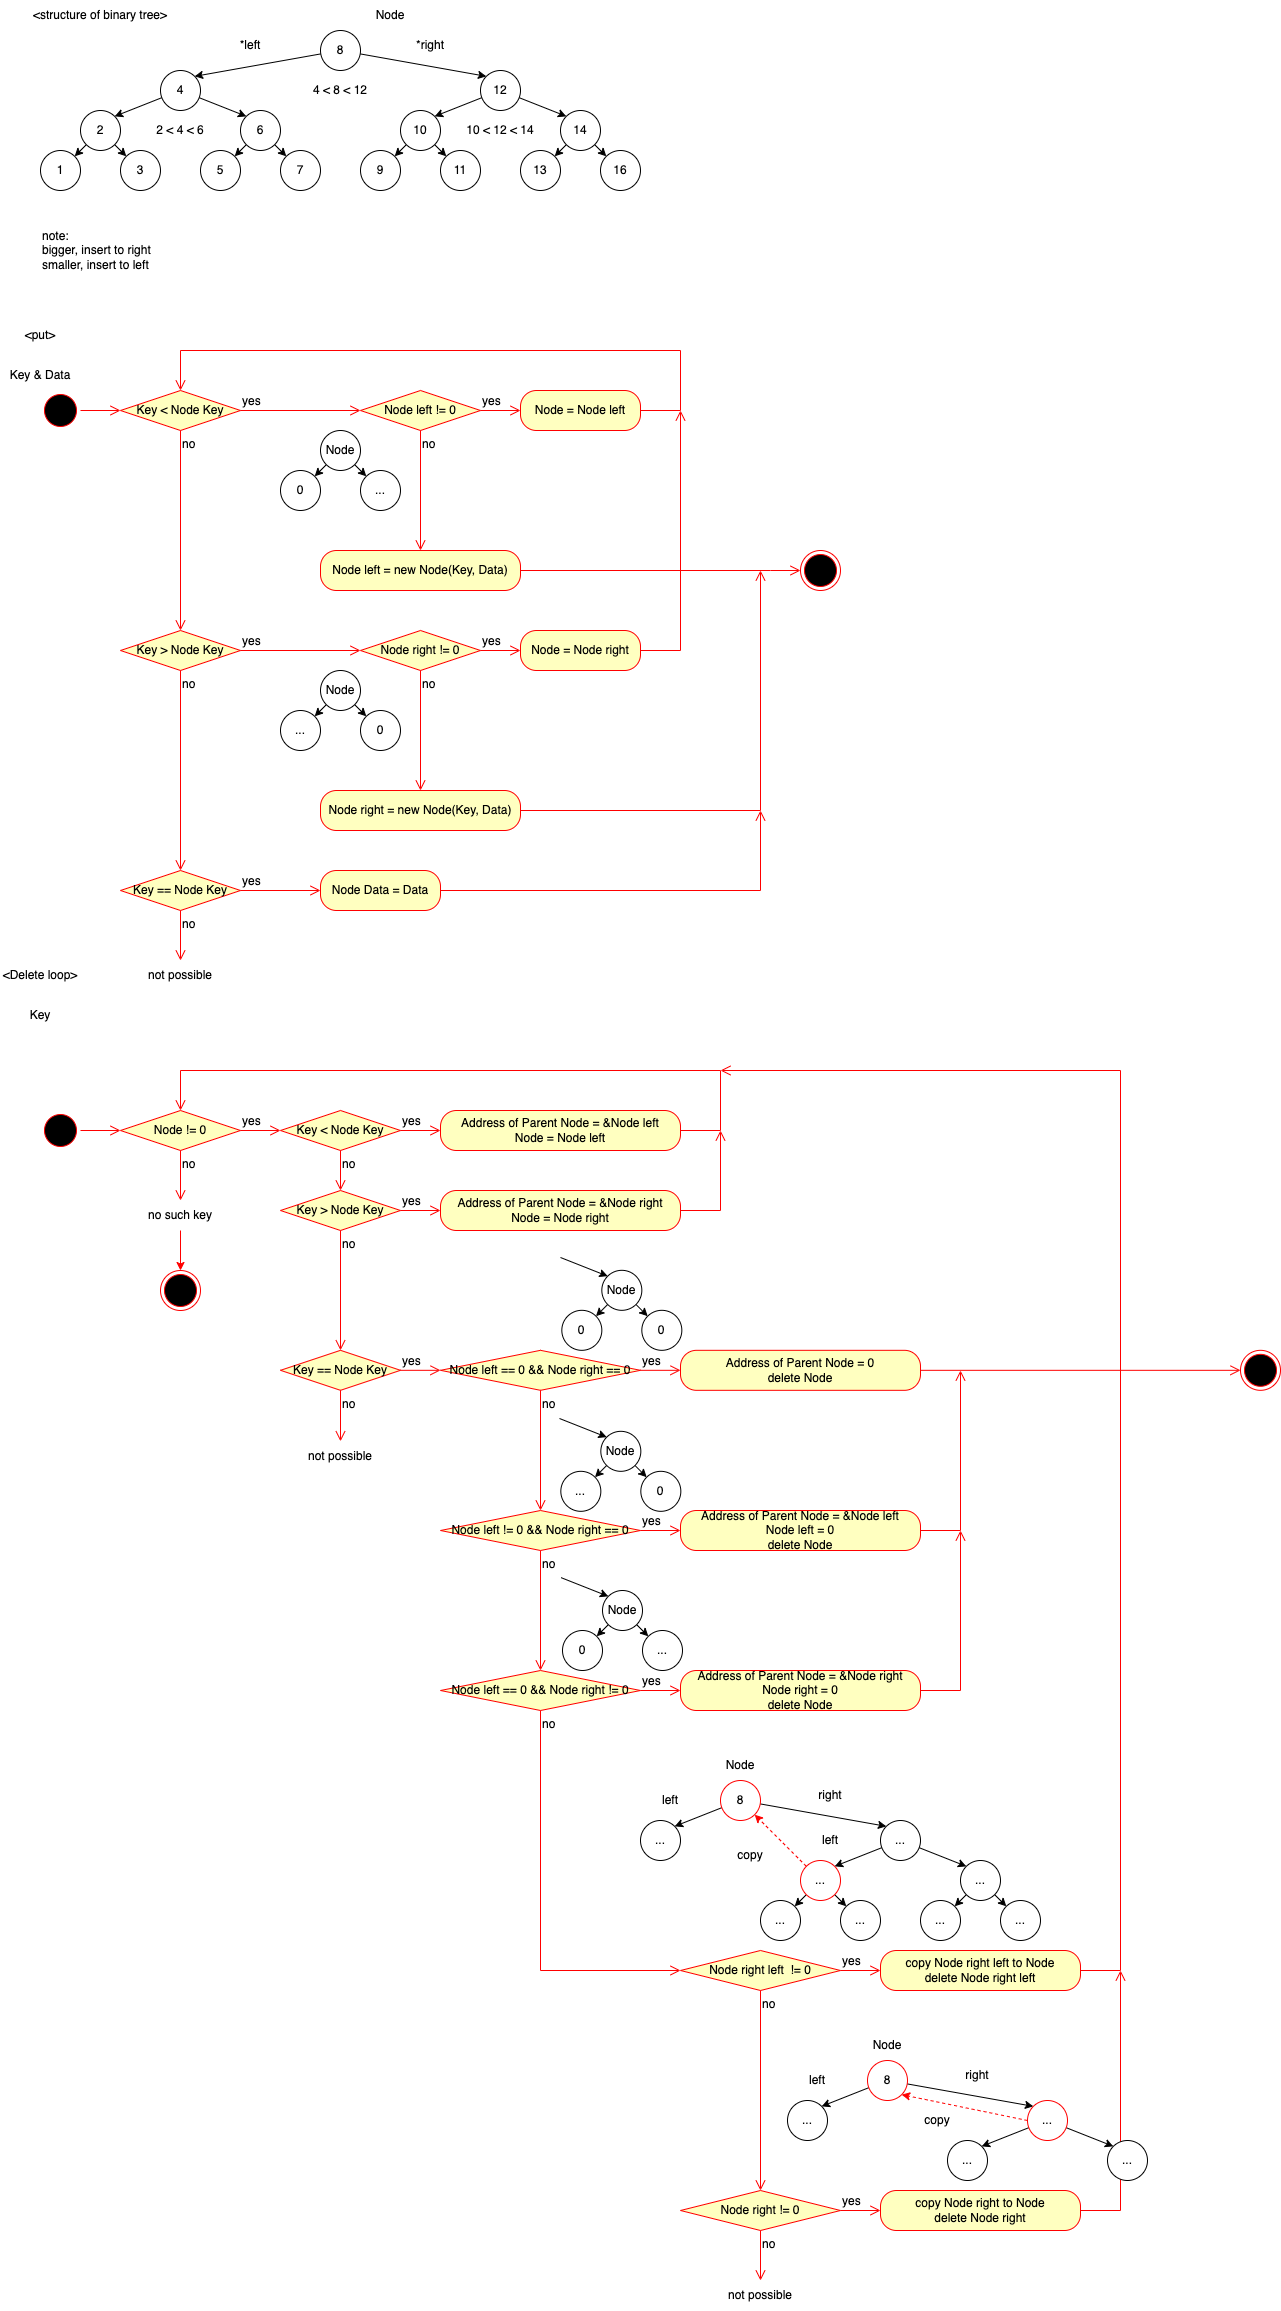 <structure of binary tree>
Node
*left
*right
8
4
4 < 8 < 12
12
2
2 < 4 < 6
6
10
10 < 12 < 14
14
1
3
5
7
9
11
13
16
note:
bigger, insert to right
smaller, insert to left
<put>
Key & Data
Key < Node Key
yes
Node left != 0
yes
Node = Node left
no
no
Node
0
...
Node left = new Node(Key, Data)
Key > Node Key
yes
Node right != 0
yes
Node = Node right
no
no
Node
...
0
Node right = new Node(Key, Data)
Key == Node Key
yes
Node Data = Data
no
not possible
<Delete loop>
Key
Node != 0
yes
Key < Node Key
yes
Address of Parent Node = &Node left
Node = Node left
no
no
no such key
Key > Node Key
yes
Address of Parent Node = &Node right
Node = Node right
no
Node
0
0
Key == Node Key
yes
Node left == 0 && Node right == 0
yes
Address of Parent Node = 0
delete Node
no
no
not possible
Node
...
0
Node left != 0 && Node right == 0
yes
Address of Parent Node = &Node left
Node left = 0
delete Node
no
Node
0
...
Node left == 0 && Node right != 0
yes
Address of Parent Node = &Node right
Node right = 0
delete Node
no
Node
left
8
right
...
left
...
copy
...
...
...
...
...
...
Node right left != 0
yes
copy Node right left to Node
delete Node right left
no
Node
left
8
right
...
copy
...
...
...
Node right != 0
yes
copy Node right to Node
delete Node right
no
not possible